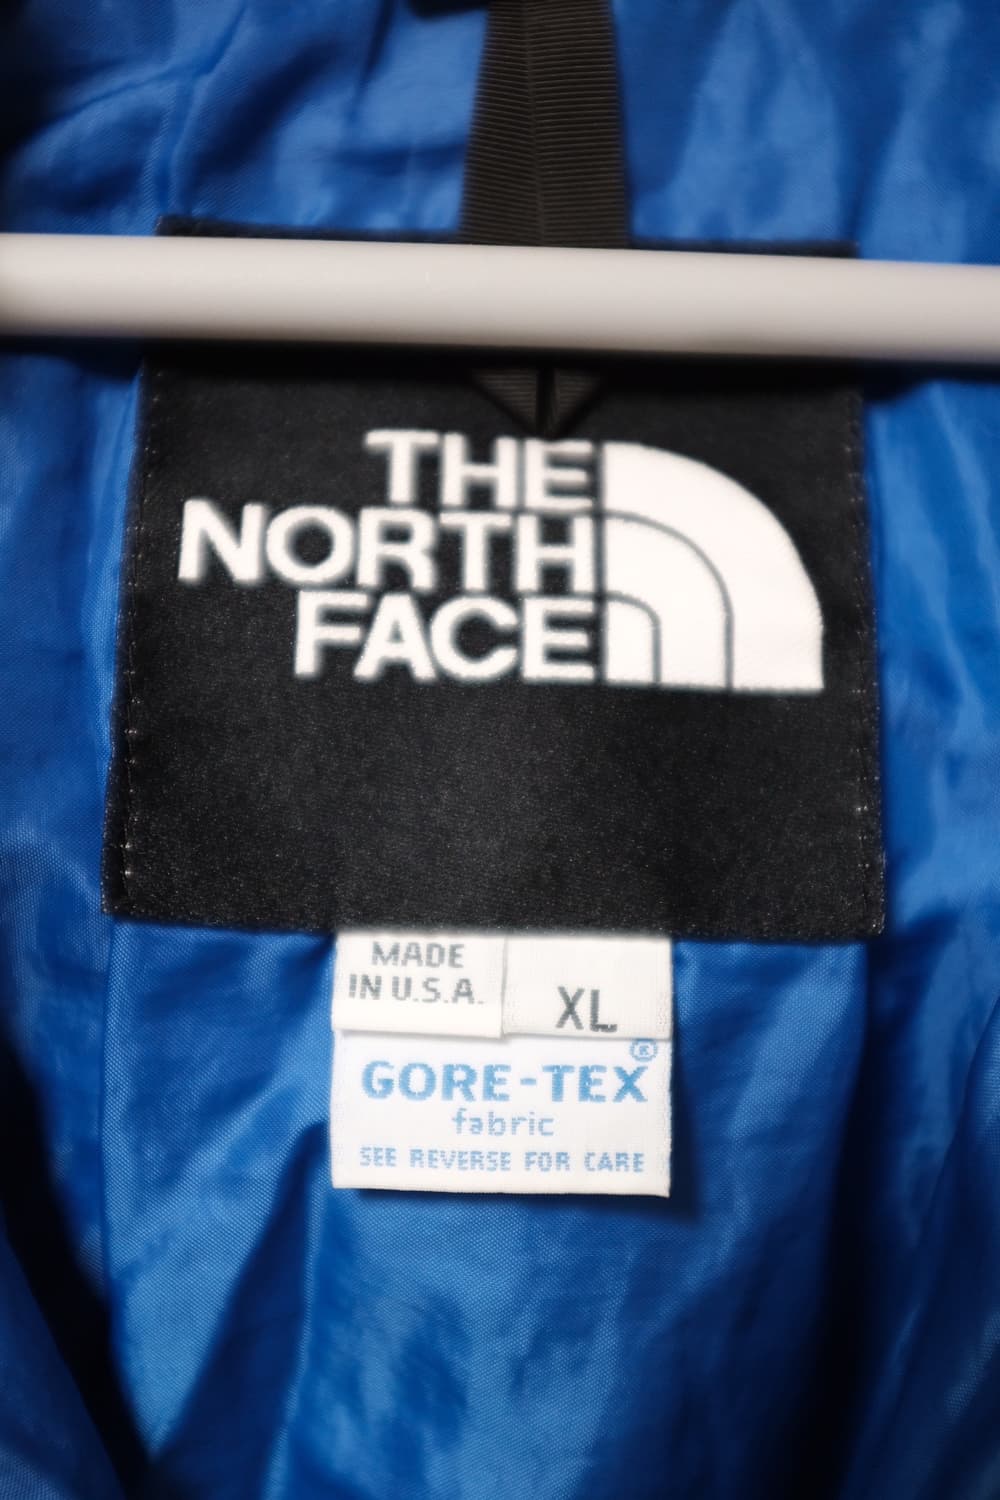 THE
NORTH
FACE
MADE
IN U.S.A.
XL
GORE-TEX®
fabric
SEE REVERSE FOR CARE